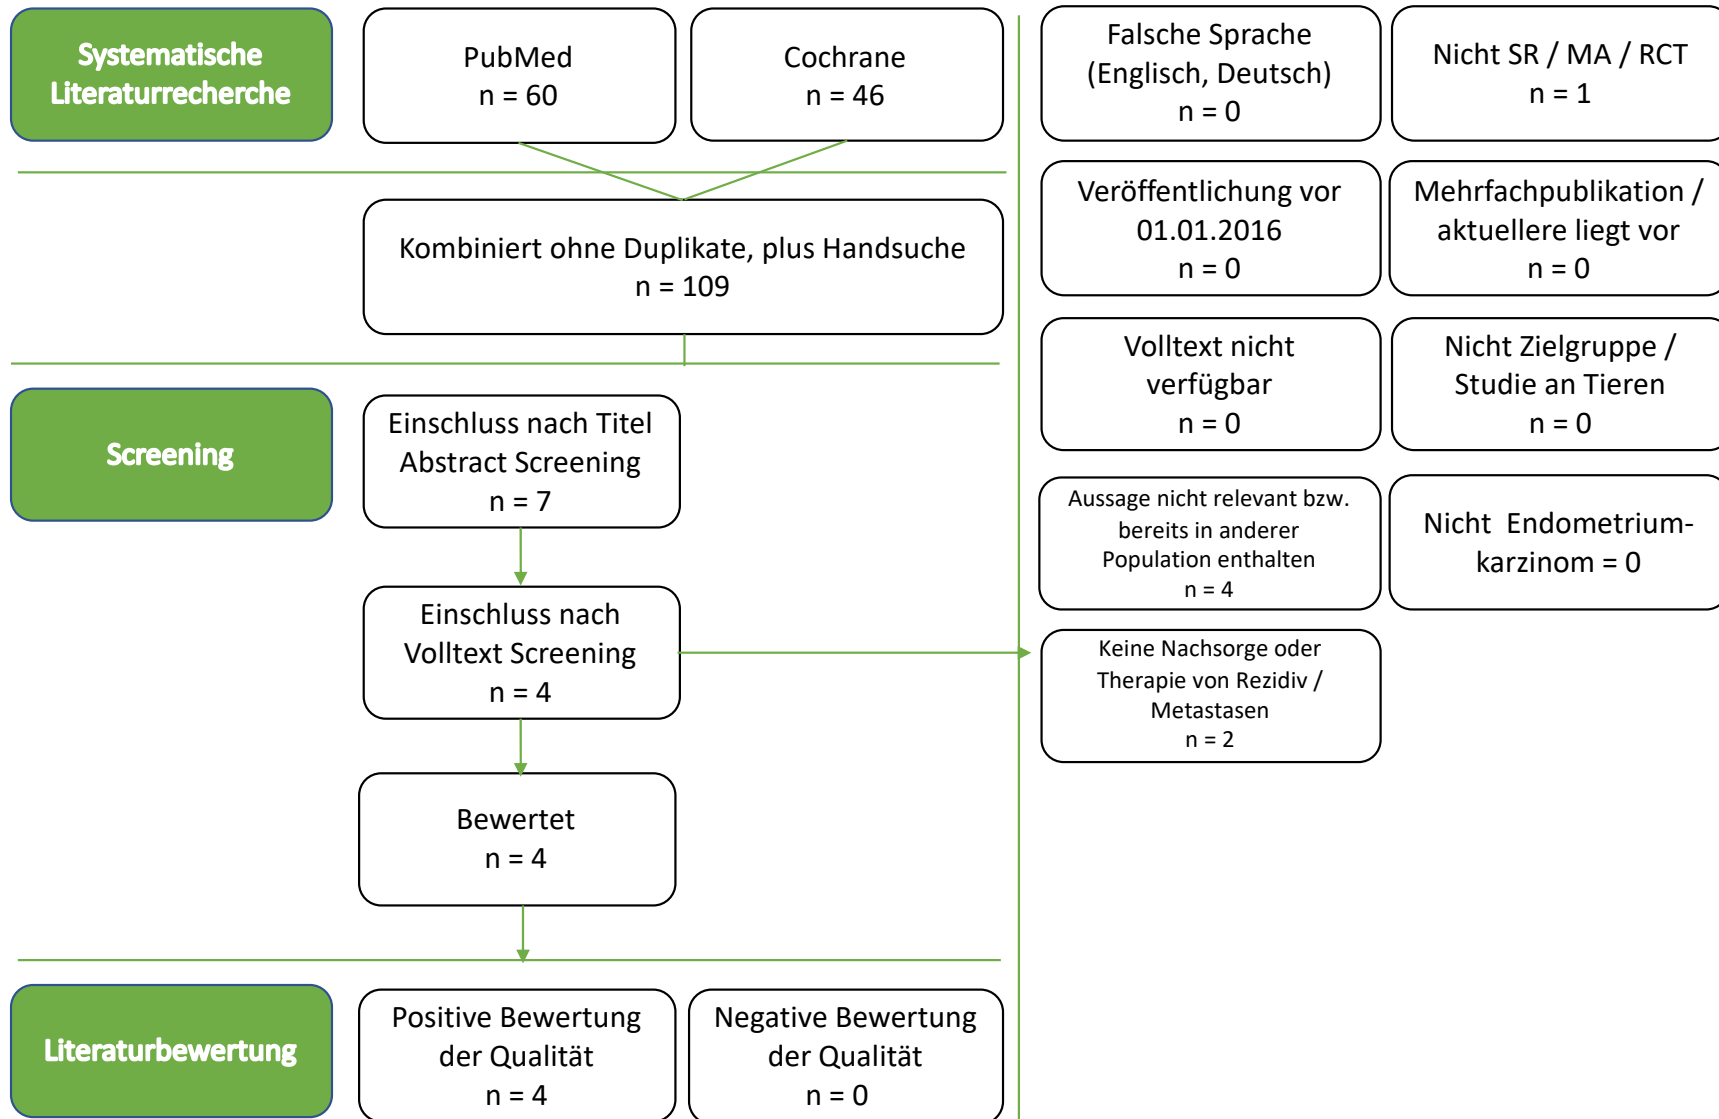 Systematische
Literaturrecherche
PubMed
n = 60
Cochrane
n = 46
Kombiniert ohne Duplikate, plus Handsuche
n = 109
Screening
Einschluss nach Titel
Abstract Screening
n = 7
Einschluss nach
Volltext Screening
n = 4
Bewertet
n = 4
Literaturbewertung
Positive Bewertung
der Qualität
n = 4
Negative Bewertung
der Qualität
n = 0
Falsche Sprache
(Englisch, Deutsch)
n = 0
Nicht SR / MA / RCT
n = 1
Veröffentlichung vor
01.01.2016
n = 0
Mehrfachpublikation /
aktuellere liegt vor
n = 0
Volltext nicht
verfügbar
n = 0
Nicht Zielgruppe /
Studie an Tieren
n = 0
Aussage nicht relevant bzw.
bereits in anderer
Population enthalten
n = 4
Nicht Endometrium-
karzinom = 0
Keine Nachsorge oder
Therapie von Rezidiv /
Metastasen
n = 2